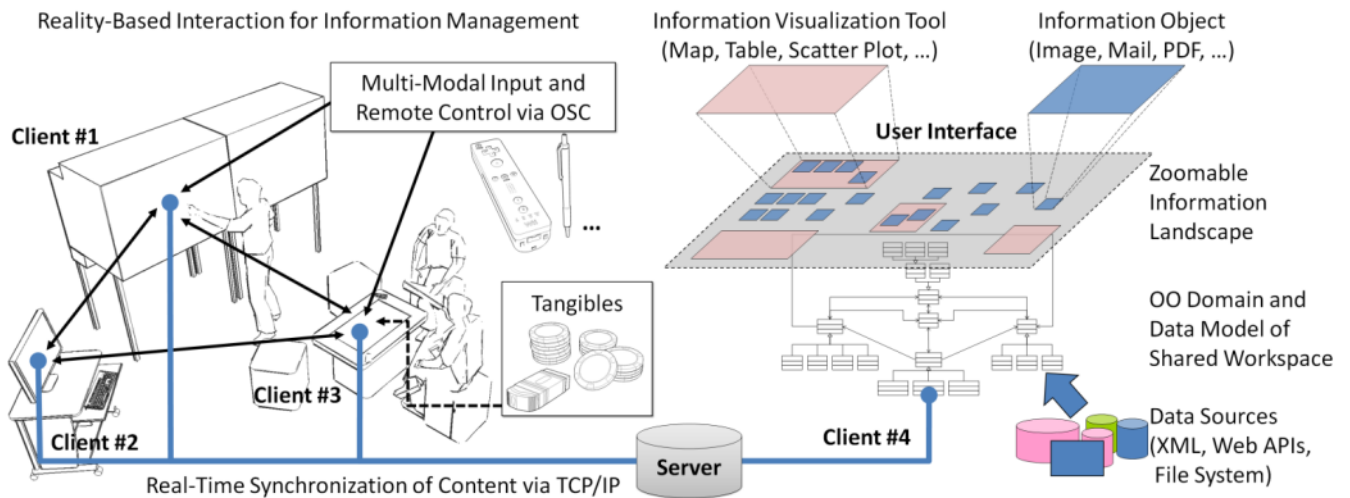 Reality-Based Interaction for Information Management
Client #1
Multi-Modal Input and
Remote Control via OSC
...
Tangibles
Client #3
Client #2
Real-Time Synchronization of Content via TCP/IP
Server
Information Visualization Tool
(Map, Table, Scatter Plot, ...)
Information Object
(Image, Mail, PDF, ...)
User Interface
Zoomable
Information
Landscape
OO Domain and
Data Model of
Shared Workspace
Client #4
Data Sources
(XML, Web APIs,
File System)